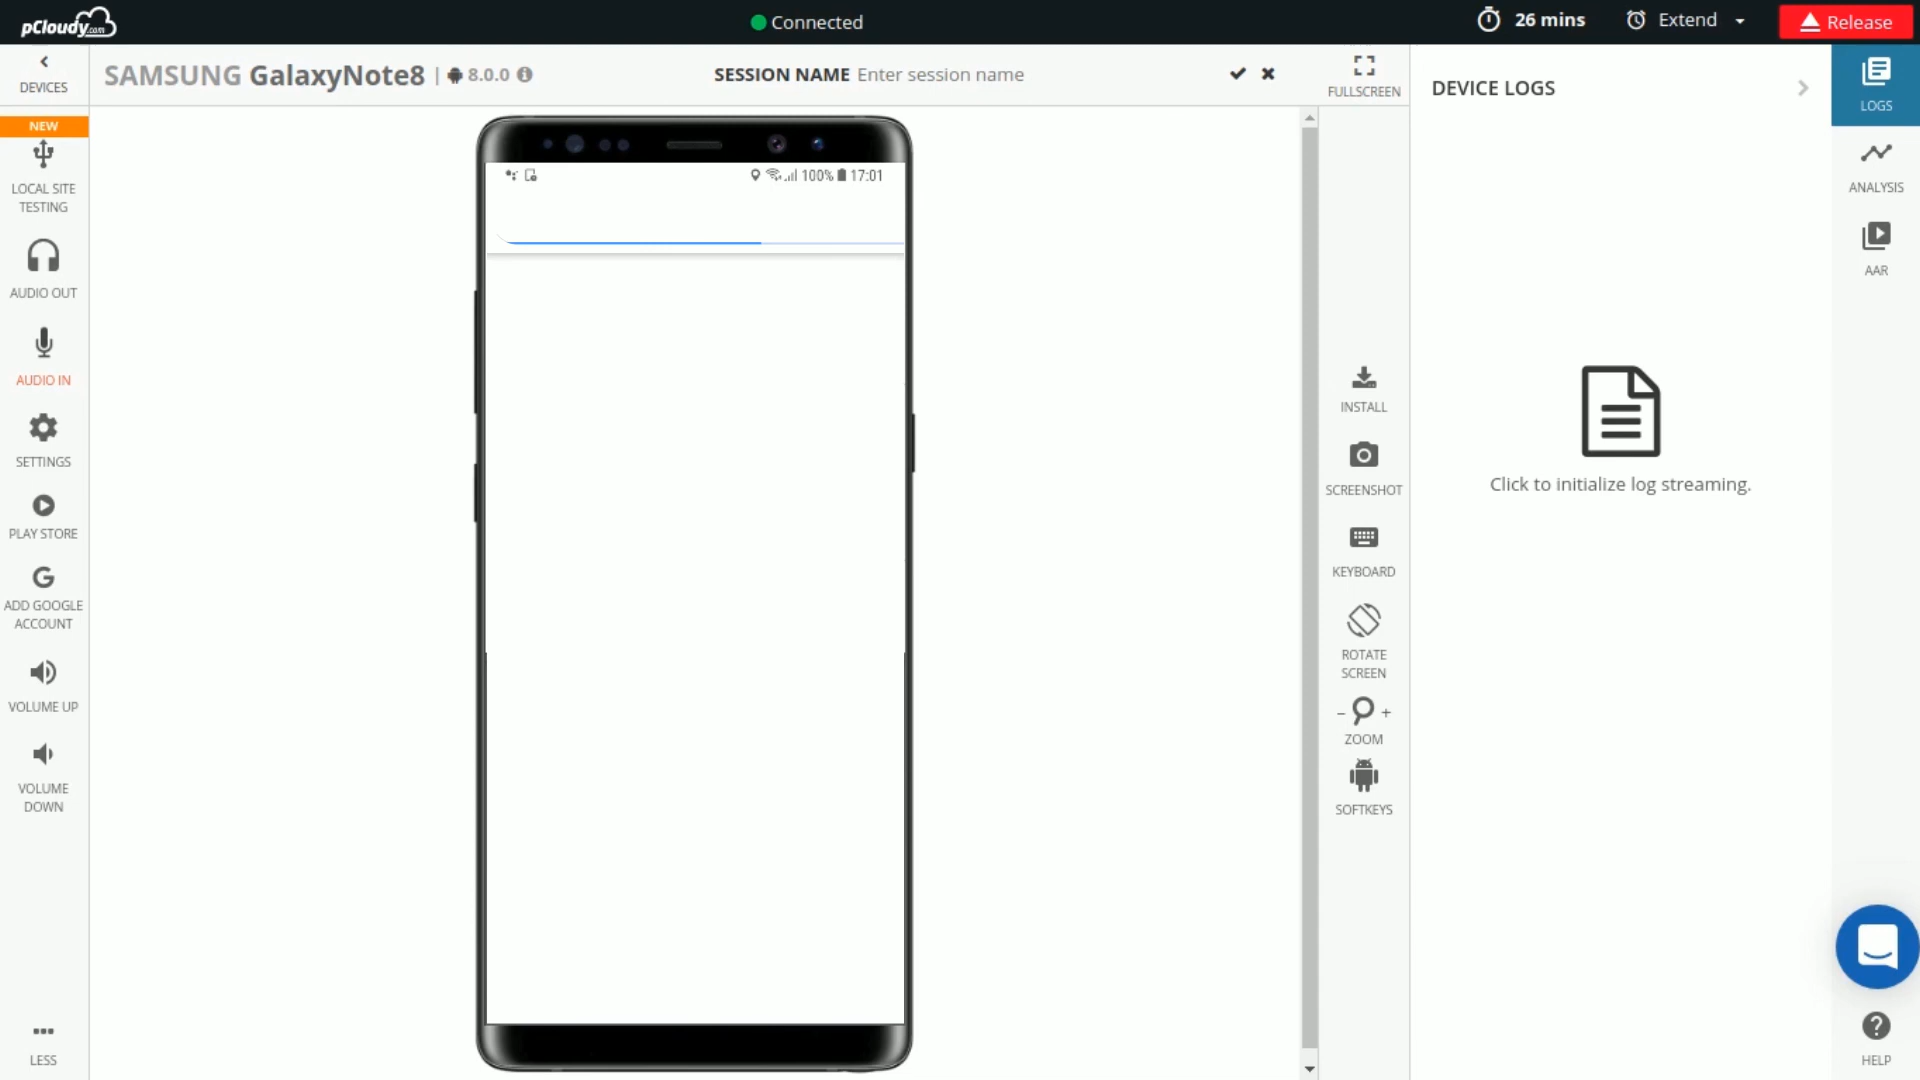 pCloudy.com
Connected
26 mins
Extend
Release
DEVICES
SAMSUNG GalaxyNote8 | 8.0.0
SESSION NAME Enter session name
FULLSCREEN
DEVICE LOGS
LOGS
NEW
LOCAL SITE
TESTING
AUDIO OUT
AUDIO IN
SETTINGS
PLAY STORE
ADD GOOGLE
ACCOUNT
VOLUME UP
VOLUME
DOWN
LESS
100% 17:01
INSTALL
SCREENSHOT
KEYBOARD
ROTATE
SCREEN
- +
ZOOM
SOFTKEYS
Click to initialize log streaming.
ANALYSIS
AAR
HELP